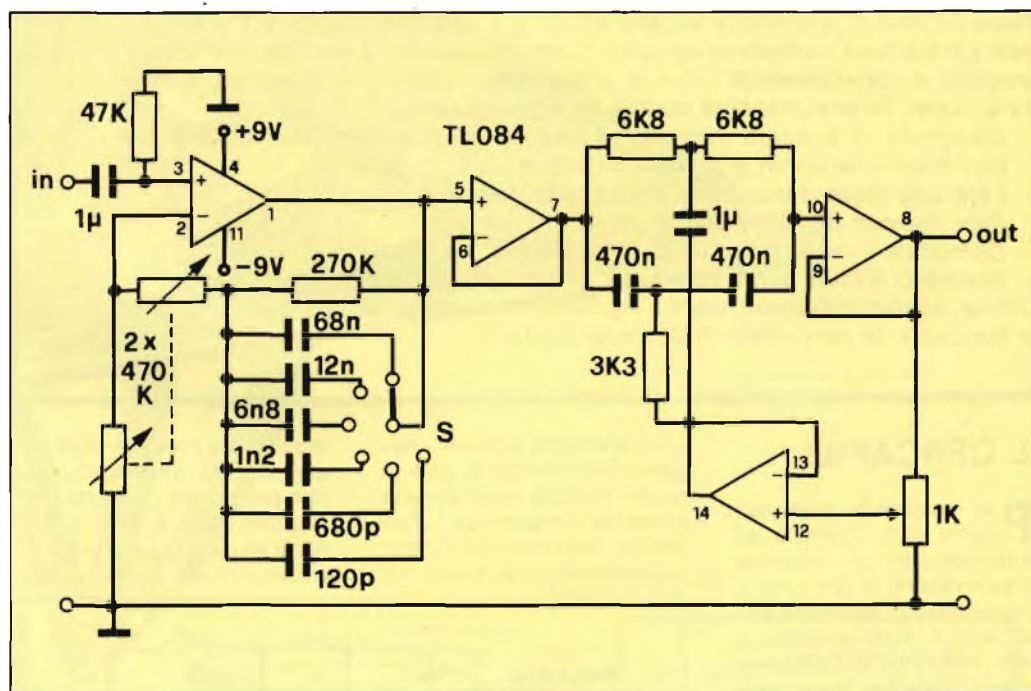 47K
+9V
in
1µ
3
+
4
−
2
1
11
-9V
TL084
5
+
6
−
7
6K8
6K8
1µ
470n
470n
10
+
9
−
8
out
270K
2 x
470
K
68n
12n
6n8
1n2
680p
120p
S
3K3
13
−
+
12
14
1K